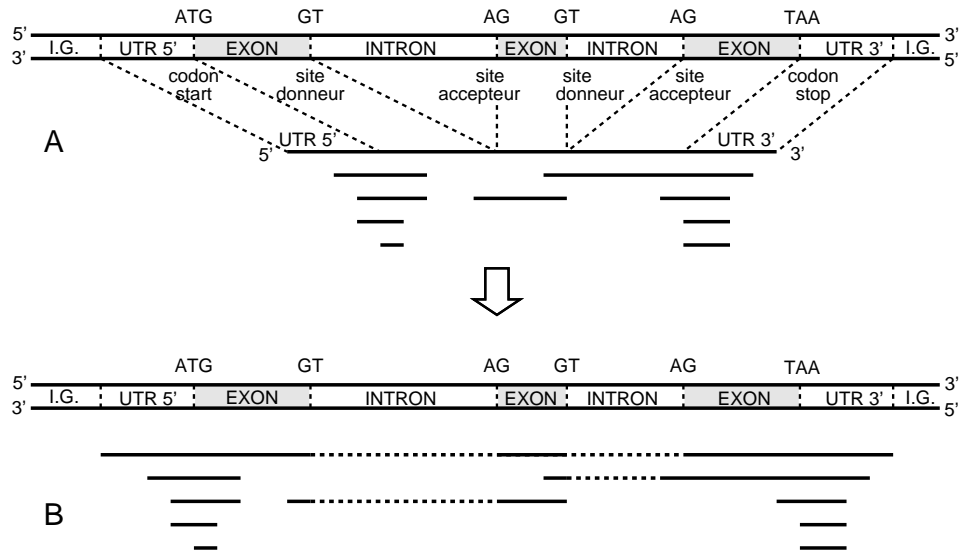 ATG GT AG GT AG TAA
5’ 3’
I.G. UTR 5’ EXON INTRON EXON INTRON EXON UTR 3’ I.G.
3’ 5’
codon start
site donneur
site accepteur
site donneur
site accepteur
codon stop
A
UTR 5’ UTR 3’
5’ 3’
ATG GT AG GT AG TAA
5’ 3’
I.G. UTR 5’ EXON INTRON EXON INTRON EXON UTR 3’ I.G.
3’ 5’
B